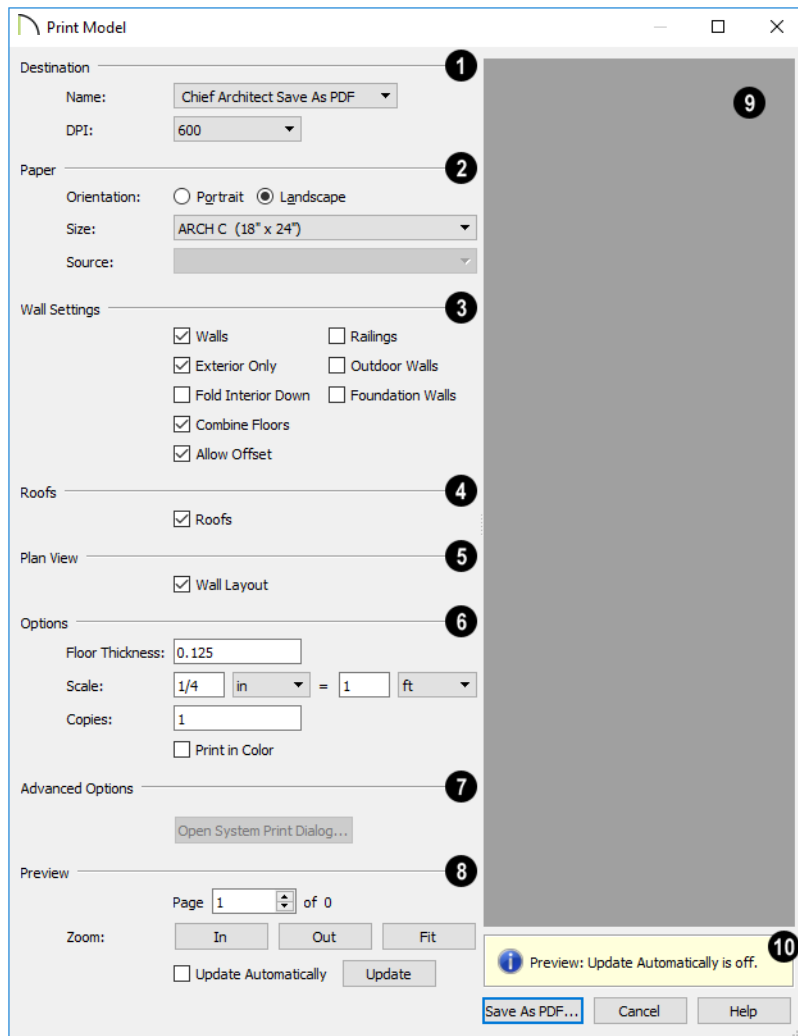 Print Model
Destination 1
Name: Chief Architect Save As PDF
DPI: 600
Paper 2
Orientation: Portrait Landscape
Size: ARCH C (18" x 24")
Source:
Wall Settings 3
Walls Railings
Exterior Only Outdoor Walls
Fold Interior Down Foundation Walls
Combine Floors
Allow Offset
Roofs 4
Roofs
Plan View 5
Wall Layout
Options 6
Floor Thickness: 0.125
Scale: 1/4 in = 1 ft
Copies: 1
Print in Color
Advanced Options 7
Open System Print Dialog...
Preview 8
Page 1 of 0
Zoom: In Out Fit
Update Automatically Update
9
10
Preview: Update Automatically is off.
Save As PDF... Cancel Help